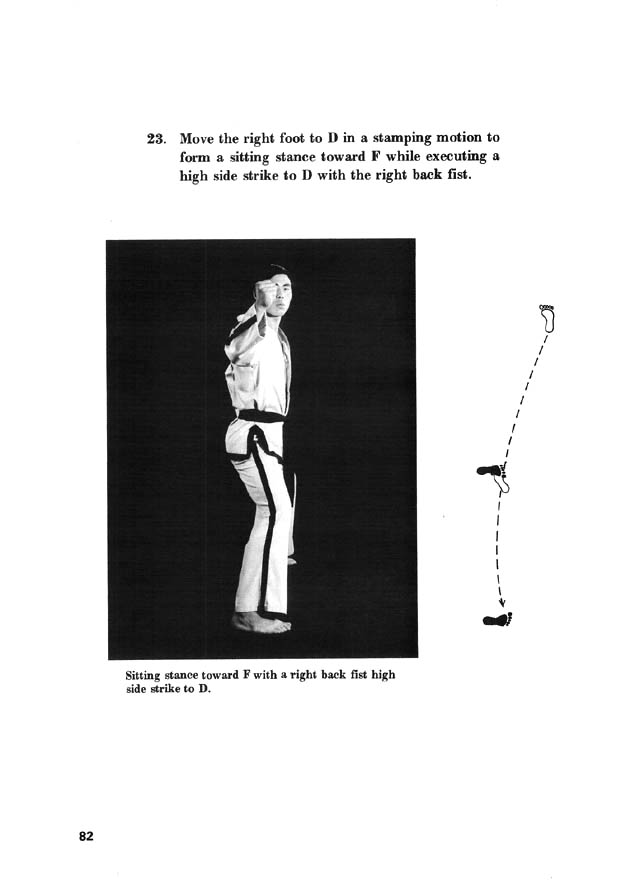 23. Move the right foot to D in a stamping motion to
form a sitting stance toward F while executing a
high side strike to D with the right back fist.
Sitting stance toward F with a right back fist high
side strike to D.
82